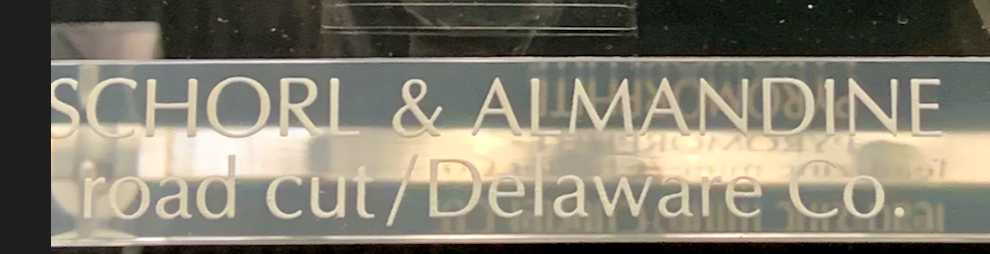 SCHORL & ALMANDINE
road cut/Delaware Co.